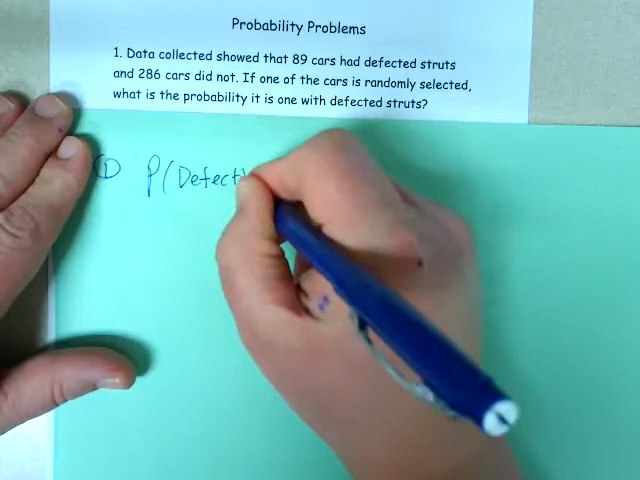 Probability Problems
1. Data collected showed that 89 cars had defected struts
and 286 cars did not. If one of the cars is randomly selected,
what is the probability it is one with defected struts?
① P(Defect